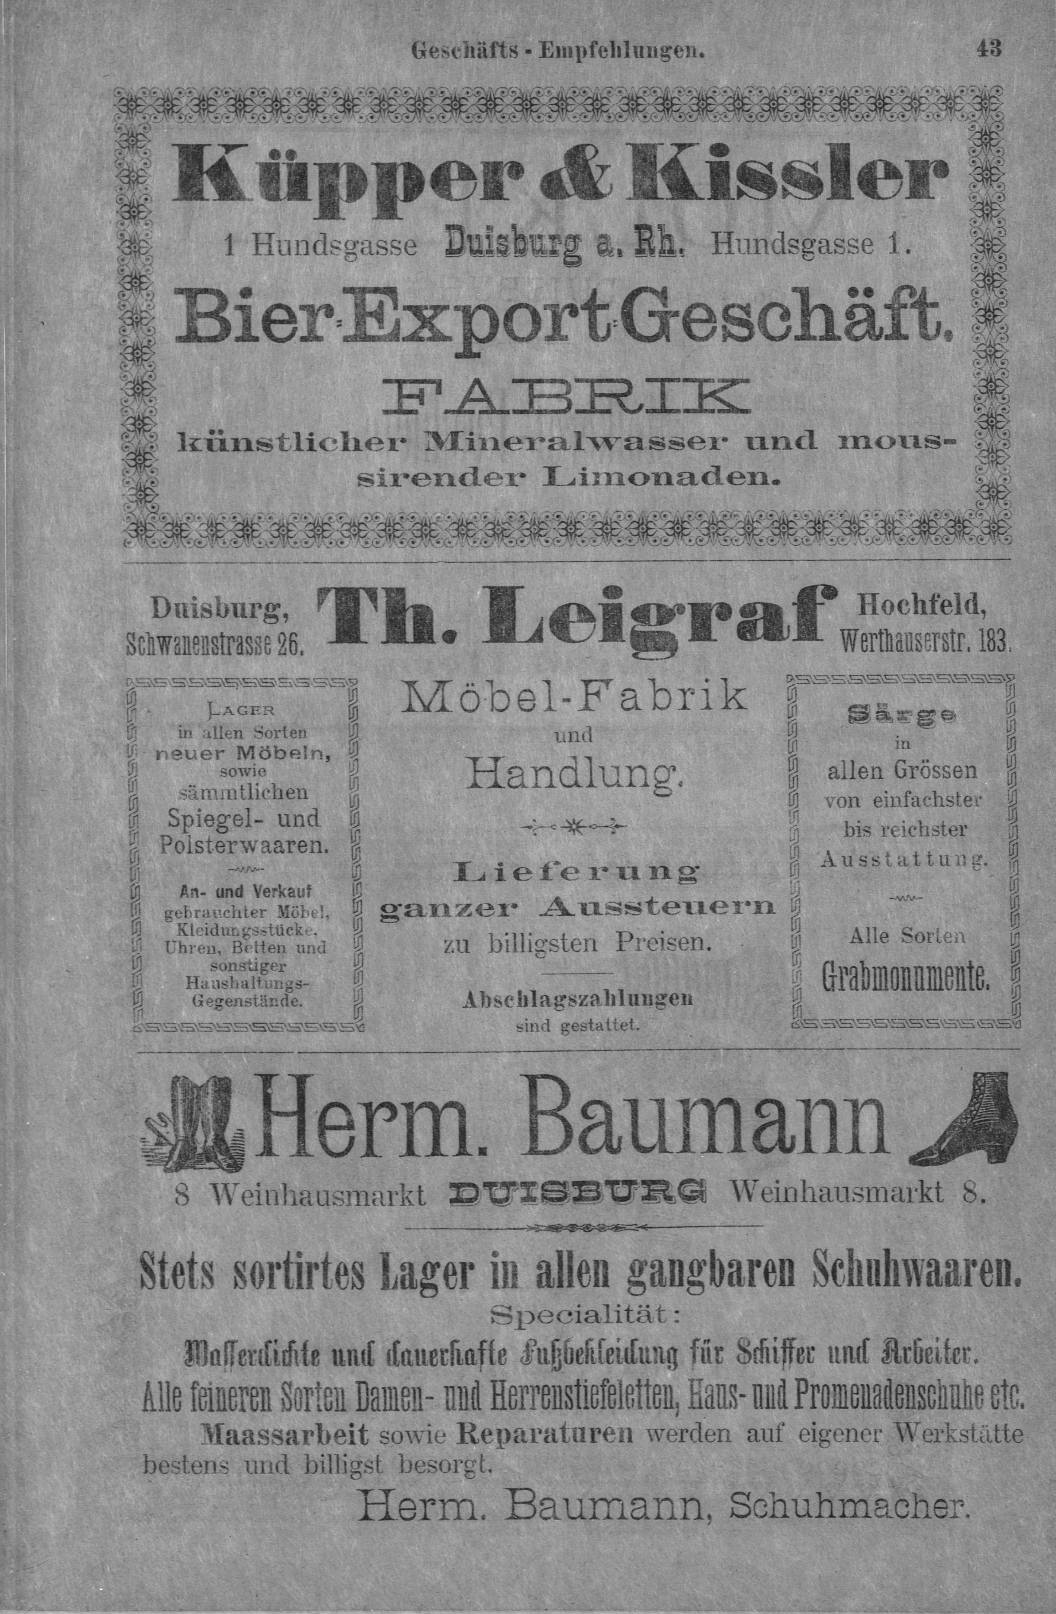 Geschäfts - Empfehlungen. 43
Küpper & Kissler
1 Hundsgasse Duisburg a. Rh. Hundsgasse 1.
Bier-Export-Geschäft.
FABRIK
künstlicher Mineralwasser und mous-
sirender Limonaden.
Duisburg,
Schwanenstrasse 26.
Th. Leigraf
Hochfeld,
Werthauserstr. 183.
LAGER
in allen Sorten
neuer Möbeln,
sowie
sämmtlichen
Spiegel- und
Polsterwaaren.
An- und Verkauf
gebrauchter Möbel,
Kleidungsstücke,
Uhren, Betten und
sonstiger
Haushaltungs-
Gegenstände.
Möbel-Fabrik
und
Handlung.
Lieferung
ganzer Aussteuern
zu billigsten Preisen.
Abschlagszahlungen
sind gestattet.
Särge
in
allen Grössen
von einfachster
bis reichster
Ausstattung.
Alle Sorten
Grabmonumente.
Herm. Baumann
8 Weinhausmarkt DUISBURG Weinhausmarkt 8.
Stets sortirtes Lager in allen gangbaren Schuhwaaren.
Specialität:
Wasserdichte und dauerhafte Fußbekleidung für Schiffer und Arbeiter.
Alle feineren Sorten Damen- und Herrenstiefeletten, Haus- und Promenadenschuhe etc.
Maassarbeit sowie Reparaturen werden auf eigener Werkstätte
bestens und billigst besorgt.
Herm. Baumann, Schuhmacher.